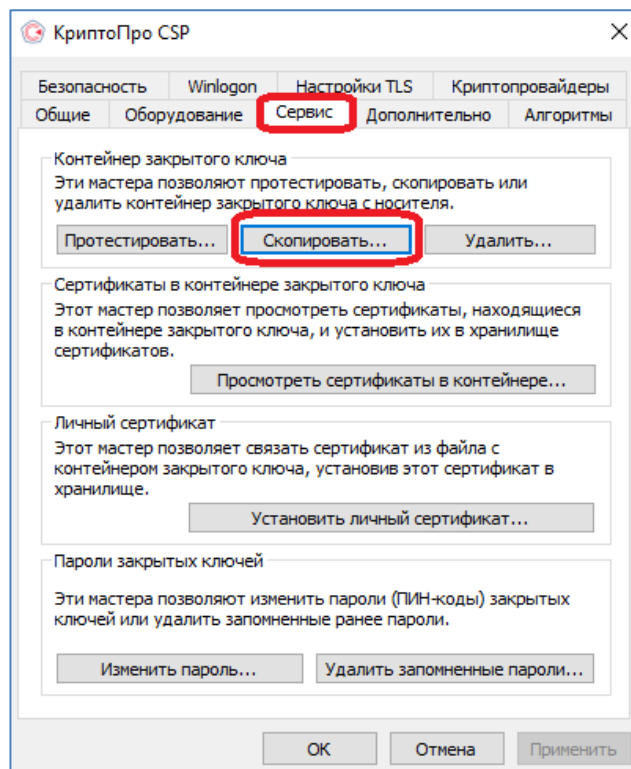 КриптоПро CSP
Безопасность Winlogon Настройки TLS Криптопровайдеры
Общие Оборудование Сервис Дополнительно Алгоритмы
Контейнер закрытого ключа
Эти мастера позволяют протестировать, скопировать или
удалить контейнер закрытого ключа с носителя.
Протестировать... Скопировать... Удалить...
Сертификаты в контейнере закрытого ключа
Этот мастер позволяет просмотреть сертификаты, находящиеся
в контейнере закрытого ключа, и установить их в хранилище
сертификатов.
Просмотреть сертификаты в контейнере...
Личный сертификат
Этот мастер позволяет связать сертификат из файла с
контейнером закрытого ключа, установив этот сертификат в
хранилище.
Установить личный сертификат...
Пароли закрытых ключей
Эти мастера позволяют изменить пароли (ПИН-коды) закрытых
ключей или удалить запомненные ранее пароли.
Изменить пароль... Удалить запомненные пароли...
ОК Отмена Применить